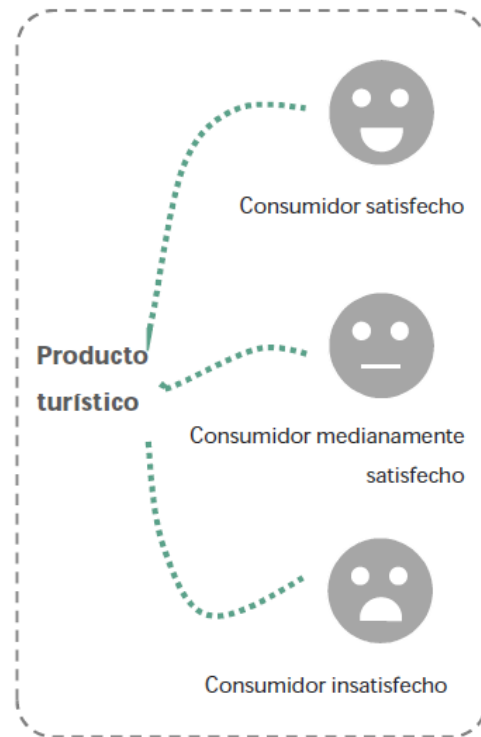 Consumidor satisfecho
Producto
turístico
Consumidor medianamente
satisfecho
Consumidor insatisfecho